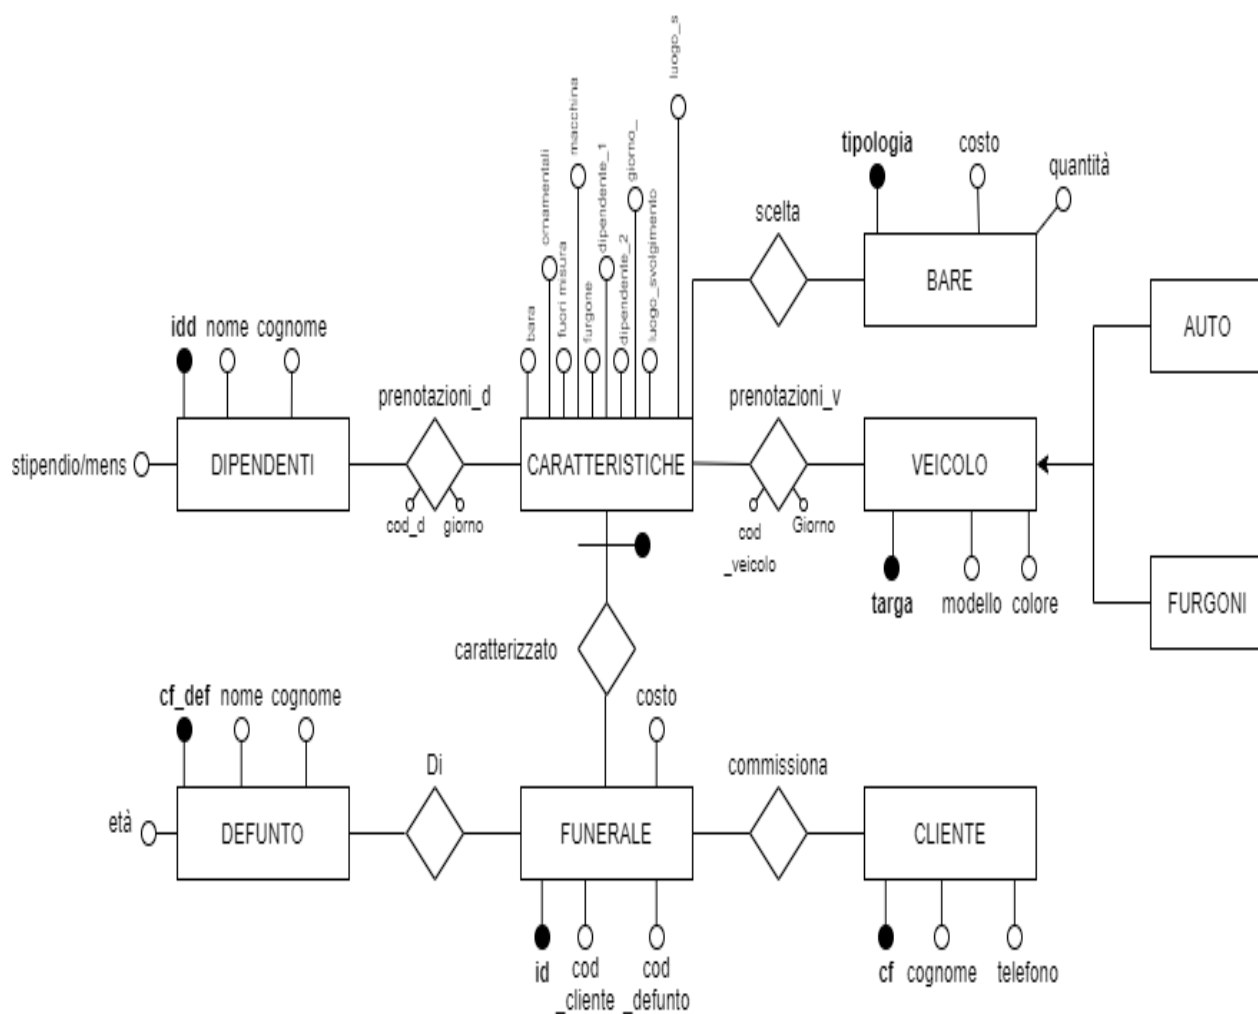 luogo_s
macchina
ornamentali
dipendente_1
giorno_
bara
fuori misura
furgone
dipendente_2
luogo_svolgimento
tipologia
costo
quantità
scelta
BARE
AUTO
idd
nome
cognome
prenotazioni_d
prenotazioni_v
stipendio/mens
DIPENDENTI
CARATTERISTICHE
VEICOLO
cod_d
giorno
cod
_veicolo
Giorno
targa
modello
colore
FURGONI
caratterizzato
cf_def
nome
cognome
costo
Di
commissiona
età
DEFUNTO
FUNERALE
CLIENTE
id
cod
_cliente
cod
_defunto
cf
cognome
telefono